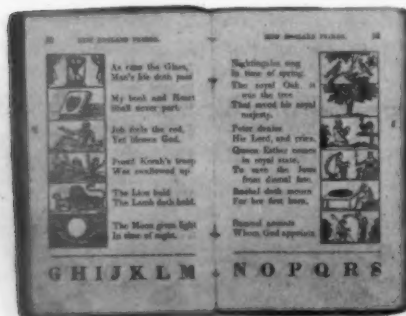 NEW ENGLAND PRIMER.
As runs the Glass,
Man's life doth pass
My book and Heart
Shall never part.
Job feels the rod,
Yet blesses God.
Proud Korah's troop
Was swallowed up
The Lion bold
The Lamb doth hold.
The Moon gives light
In time of night.
G H I J K L M
NEW ENGLAND PRIMER.
Nightingales sing
In time of spring.
The royal Oak it
was the tree
That saved his royal
majesty.
Peter denies
His Lord, and cries.
Queen Esther comes
in royal state,
To save the Jews
from dismal fate.
Rachel doth mourn
For her first born.
Samuel anoints
Whom God appoints.
N O P Q R S